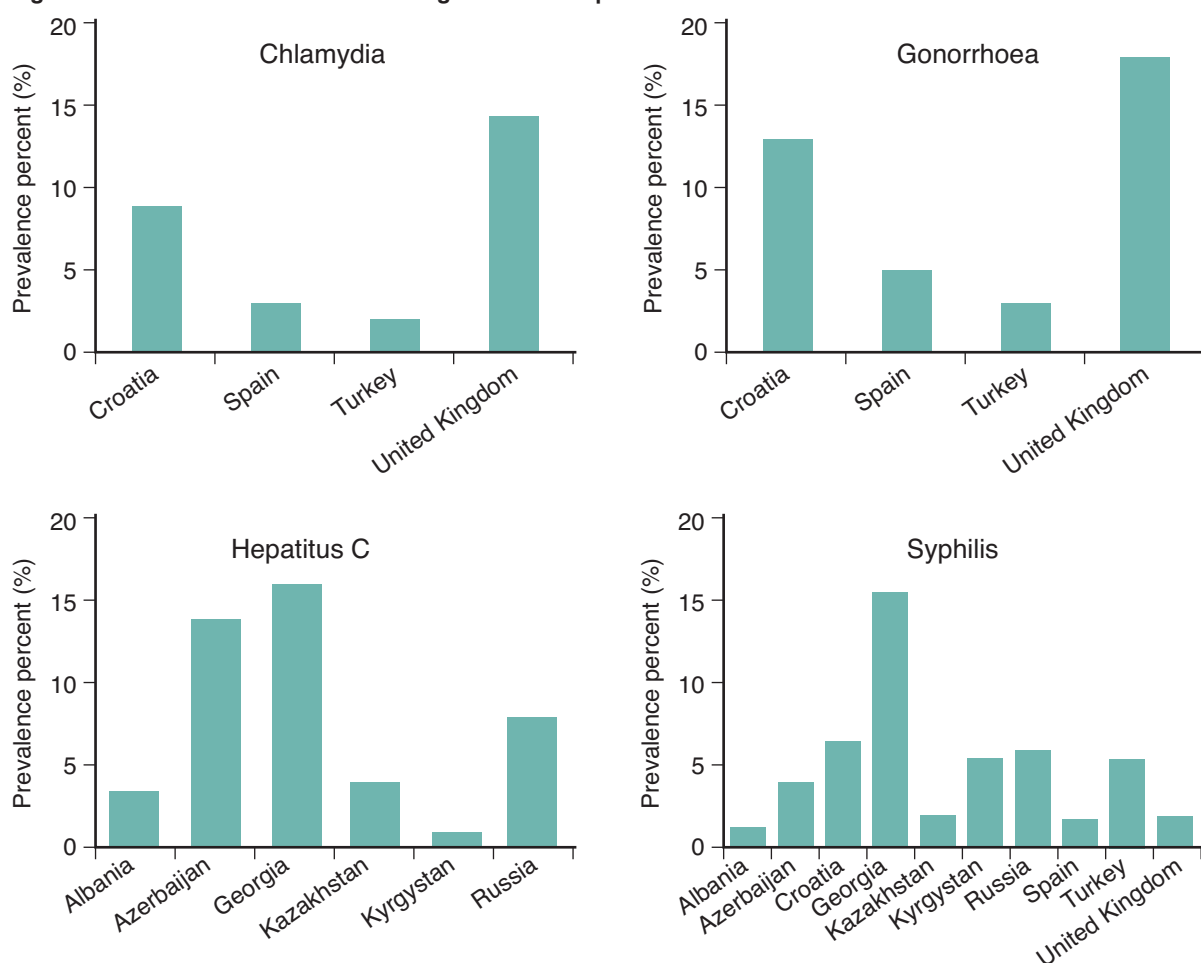 Chlamydia
Prevalence percent (%)
20
15
10
5
0
Croatia
Spain
Turkey
United Kingdom
Gonorrhoea
Prevalence percent (%)
20
15
10
5
0
Croatia
Spain
Turkey
United Kingdom
Hepatitus C
Prevalence percent (%)
20
15
10
5
0
Albania
Azerbaijan
Georgia
Kazakhstan
Kyrgystan
Russia
Syphilis
Prevalence percent (%)
20
15
10
5
0
Albania
Azerbaijan
Croatia
Georgia
Kazakhstan
Kyrgystan
Russia
Spain
Turkey
United Kingdom